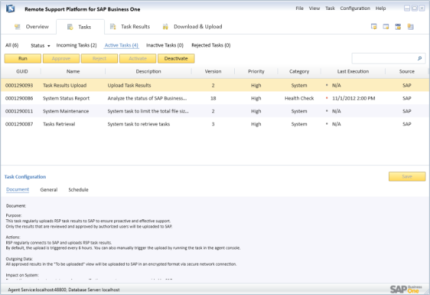 Remote Support Platform for SAP Business One
File View Task Configuration Help
Overview Tasks Task Results Download & Upload
All (8) Status Incoming Tasks (2) Active Tasks (4) Inactive Tasks (0) Rejected Tasks (0)
Run Approve Reject Activate Deactivate
GUID Name Description Version Priority Category Last Execution Source
0001290093 Task Results Upload Upload Task Results 2 High System N/A SAP
0001290086 System Status Report Analyze the status of SAP Business... 18 High Health Check 11/1/2012 2:00 PM SAP
System Maintenance System task to limit the total file siz... 2 High System N/A SAP
0001290087 Tasks Retrieval System task to retrieve tasks 3 High System N/A SAP
Task Configuration
Save
Document General Schedule
Document:
Purpose:
This task regularly uploads RSP task results to SAP to ensure proactive and effective support.
Only the results that are reviewed and approved by authorized users will be uploaded to SAP.
Actions:
RSP regularly connects to SAP and uploads RSP task results.
By default, the upload is triggered every 8 hours. You can also manually trigger the upload by running the task in the agent console.
Outgoing Data:
All reports in the "To be uploaded" view will be uploaded to SAP in an encrypted format via secure network connection.
Impact on System:
Agent Service:localhost:48800, Database Server:localhost
SAP Business One